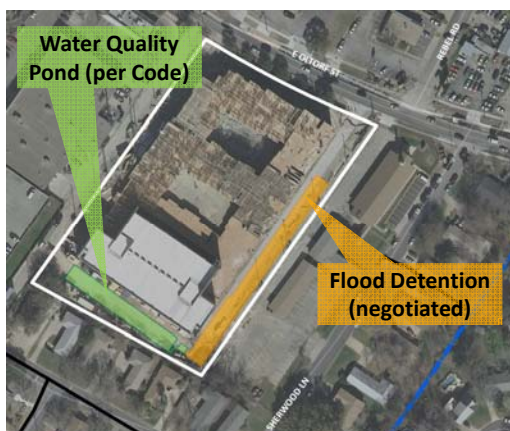 Water Quality
Pond (per Code)
E OLTORF ST
REBEL RD
Flood Detention
(negotiated)
SHERWOOD LN